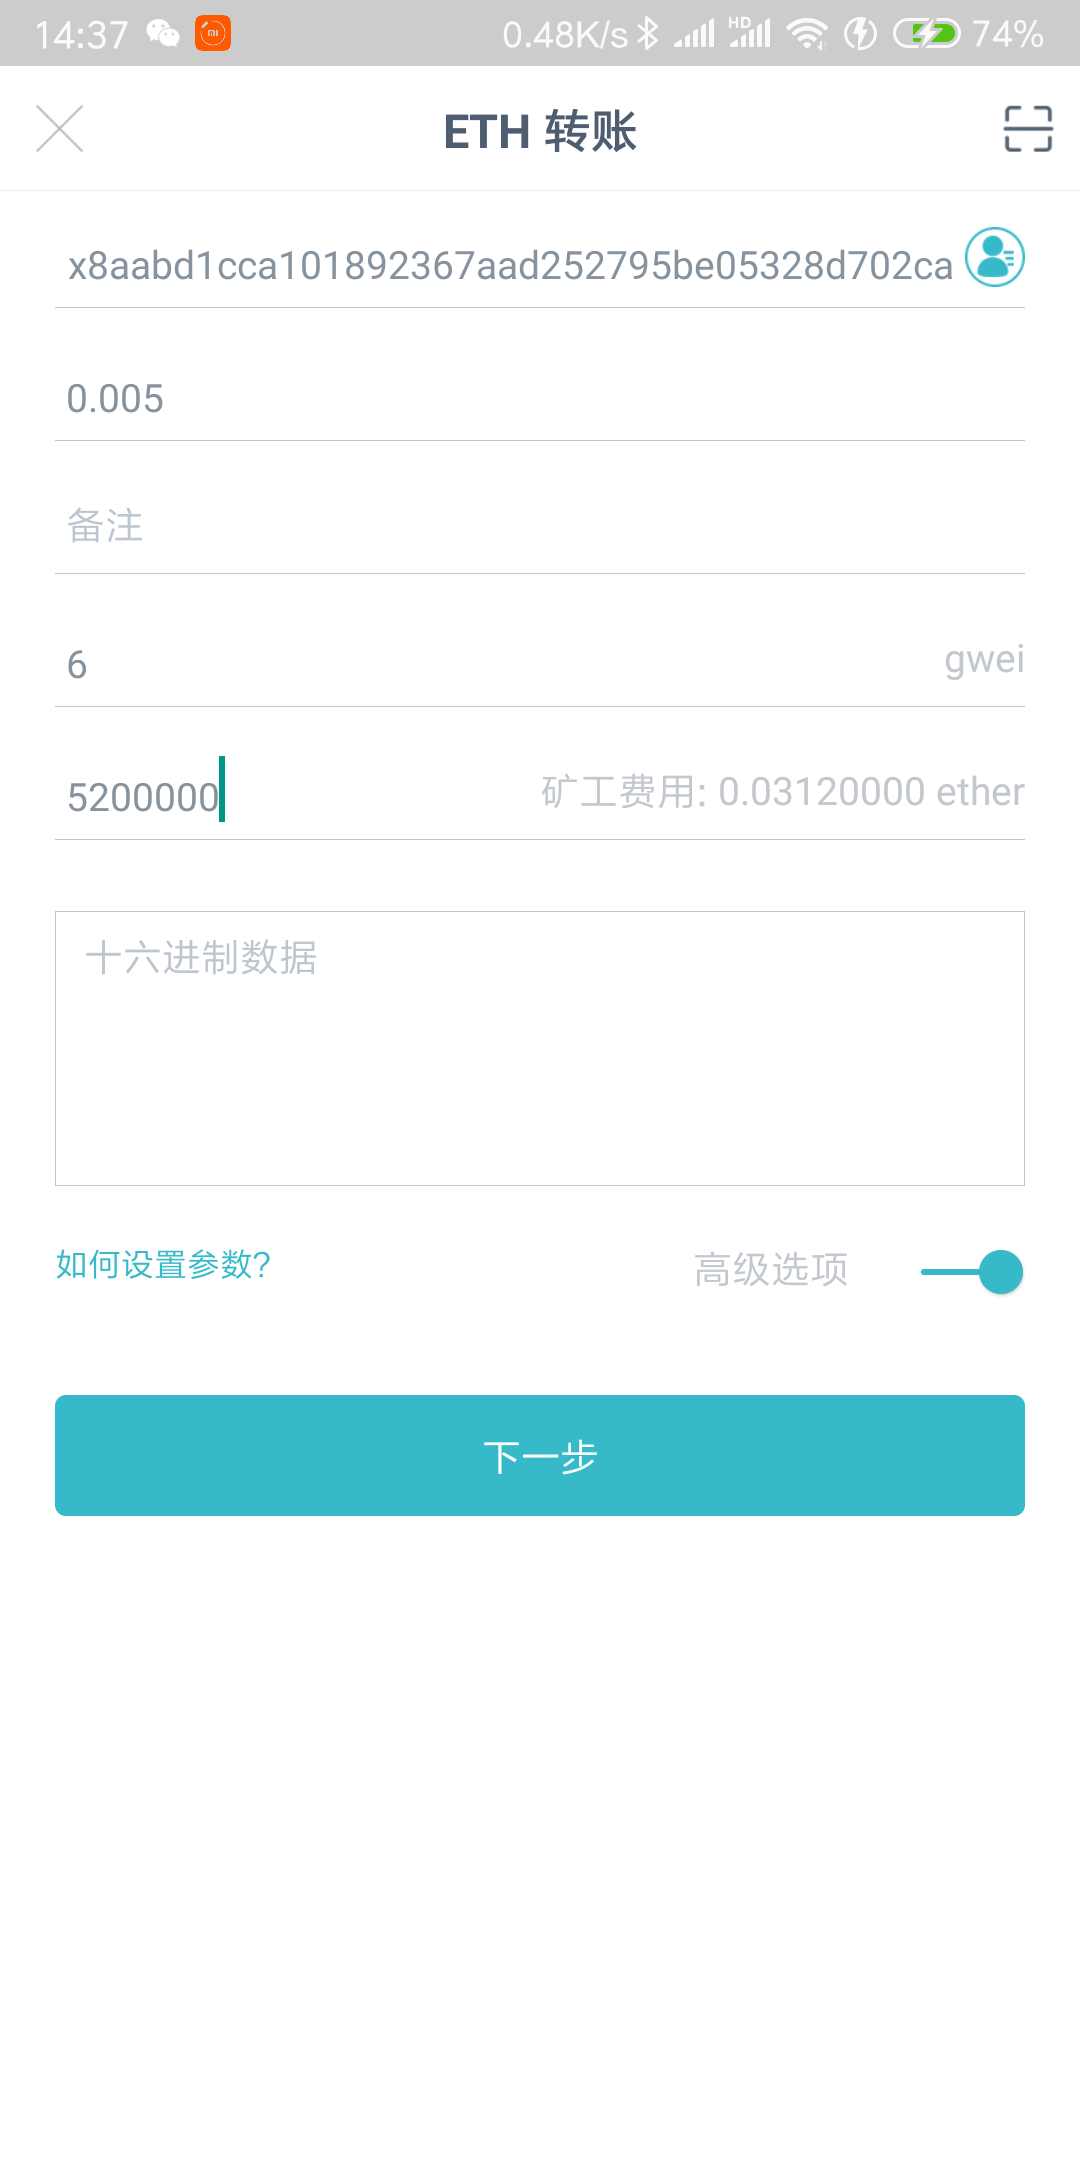 14:37 0.48K/s HD 74%
ETH 转账
x8aabd1cca101892367aad252795be05328d702ca
0.005
备注
6 gwei
5200000 矿工费用: 0.03120000 ether
十六进制数据
如何设置参数? 高级选项
下一步